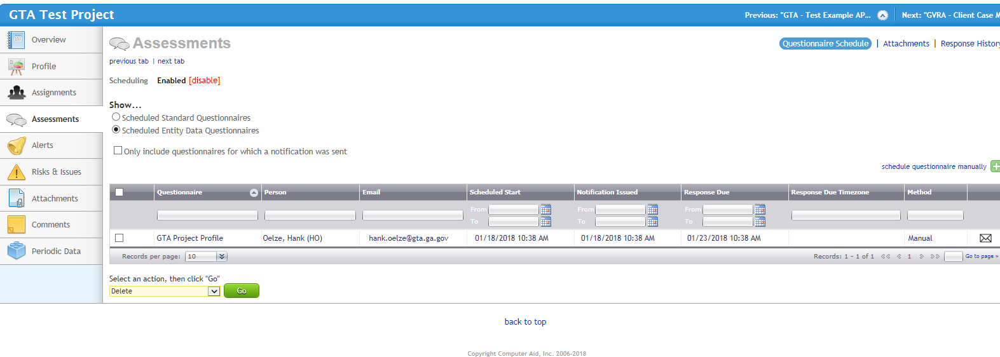 GTA Test Project
Previous: "GTA - Test Example AP...
Next: "GVRA - Client Case M
Overview
Profile
Assignments
Assessments
Alerts
Risks & Issues
Attachments
Comments
Periodic Data
Assessments
Questionnaire Schedule | Attachments | Response History
previous tab | next tab
Scheduling Enabled [disable]
Show...
Scheduled Standard Questionnaires
Scheduled Entity Data Questionnaires
Only include questionnaires for which a notification was sent
schedule questionnaire manually
Questionnaire Person Email Scheduled Start Notification Issued Response Due Response Due Timezone Method
From From From
To To To
GTA Project Profile Oelze, Hank (HO) hank.oelze@gta.ga.gov 01/18/2018 10:38 AM 01/18/2018 10:38 AM 01/23/2018 10:38 AM Manual
Records per page: 10
Records: 1 - 1 of 1 1 Go to page »
Select an action, then click "Go"
Delete Go
back to top
Copyright Computer Aid, Inc. 2006-2018